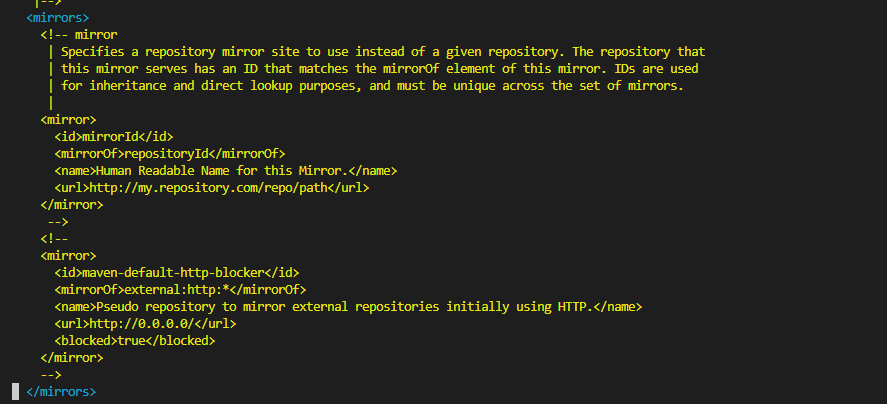 |-->
<mirrors>
<!-- mirror
| Specifies a repository mirror site to use instead of a given repository. The repository that
| this mirror serves has an ID that matches the mirrorOf element of this mirror. IDs are used
| for inheritance and direct lookup purposes, and must be unique across the set of mirrors.
|
<mirror>
<id>mirrorId</id>
<mirrorOf>repositoryId</mirrorOf>
<name>Human Readable Name for this Mirror.</name>
<url>http://my.repository.com/repo/path</url>
</mirror>
-->
<!--
<mirror>
<id>maven-default-http-blocker</id>
<mirrorOf>external:http:*</mirrorOf>
<name>Pseudo repository to mirror external repositories initially using HTTP.</name>
<url>http://0.0.0.0/</url>
<blocked>true</blocked>
</mirror>
-->
</mirrors>